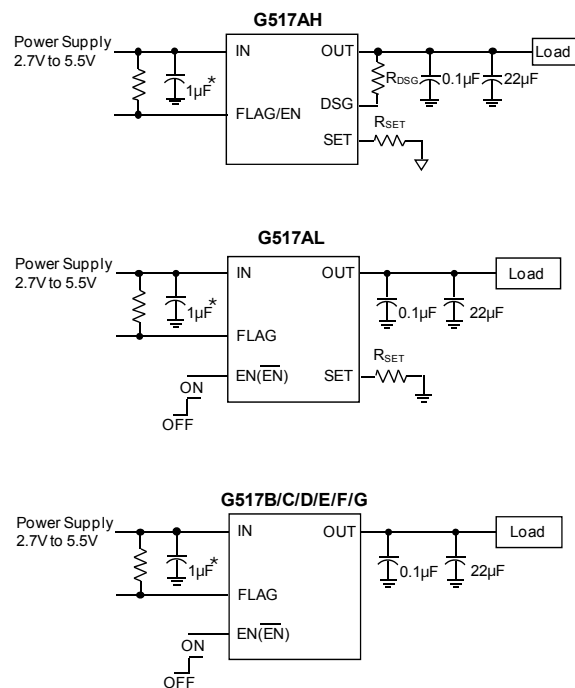 G517AH
Power Supply
2.7V to 5.5V
IN
OUT
Load
1µF*
RDSG
0.1µF
22µF
DSG
FLAG/EN
SET
RSET
G517AL
Power Supply
2.7V to 5.5V
IN
OUT
Load
1µF*
0.1µF
22µF
FLAG
RSET
ON
EN(EN)
SET
OFF
G517B/C/D/E/F/G
Power Supply
2.7V to 5.5V
IN
OUT
Load
1µF*
0.1µF
22µF
FLAG
ON
EN(EN)
OFF